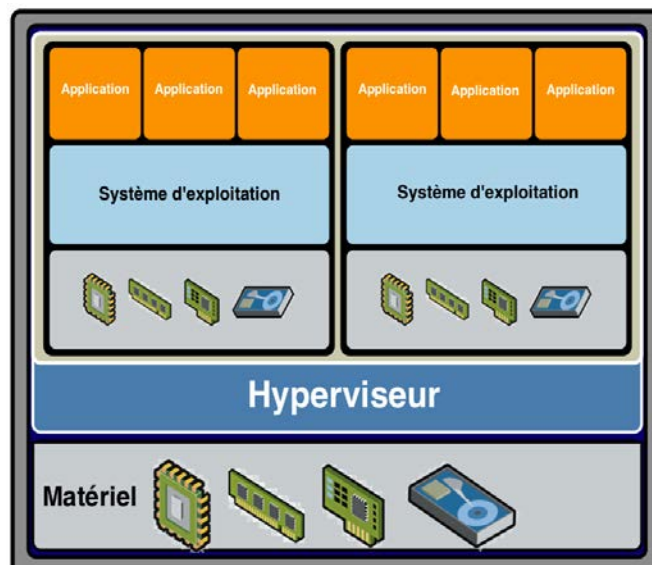 Application Application Application Application Application Application
Système d'exploitation Système d'exploitation
Hyperviseur
Matériel